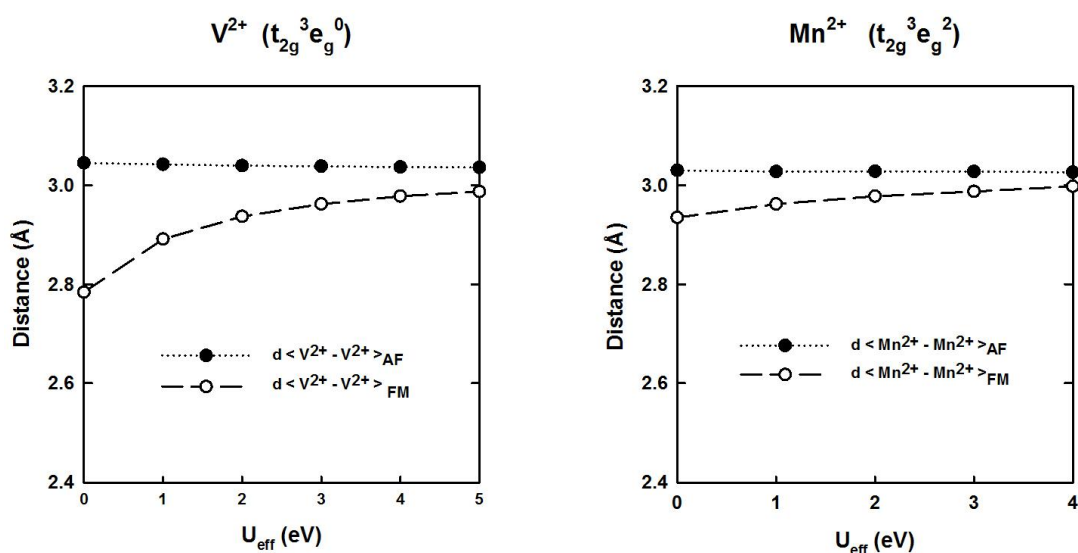 V²⁺ (t₂g³eg⁰)
3.2
3.0
2.8
2.6
2.4
Distance (Å)
d < V²⁺ - V²⁺ >AF
d < V²⁺ - V²⁺ >FM
0 1 2 3 4 5
Ueff (eV)
Mn²⁺ (t₂g³eg²)
3.2
3.0
2.8
2.6
2.4
Distance (Å)
d < Mn²⁺ - Mn²⁺ >AF
d < Mn²⁺ - Mn²⁺ >FM
0 1 2 3 4
Ueff (eV)